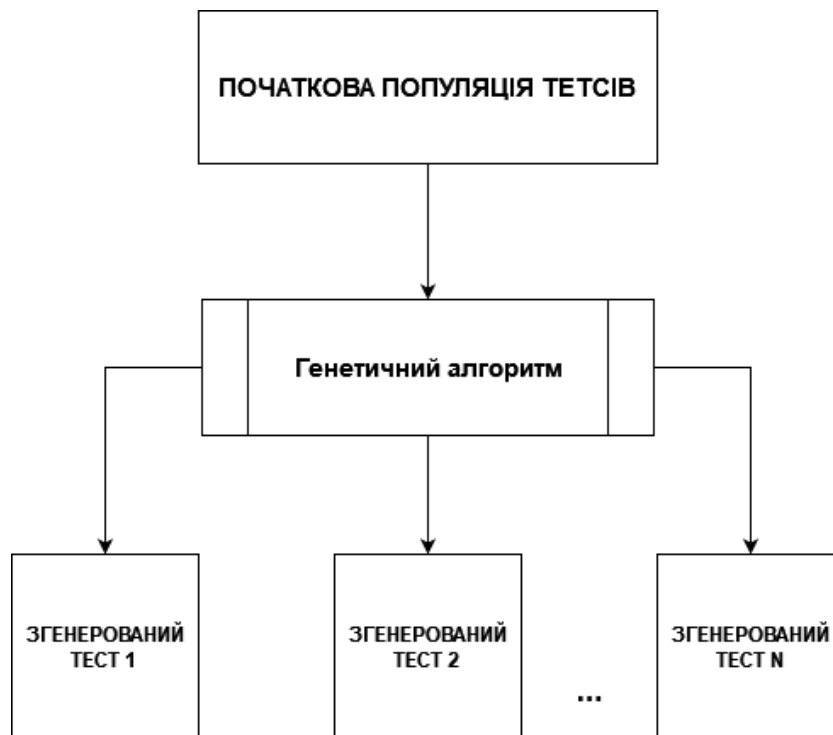 ПОЧАТКОВА ПОПУЛЯЦІЯ ТЕТСІВ
Генетичний алгоритм
ЗГЕНЕРОВАНИЙ
ТЕСТ 1
ЗГЕНЕРОВАНИЙ
ТЕСТ 2
...
ЗГЕНЕРОВАНИЙ
ТЕСТ N